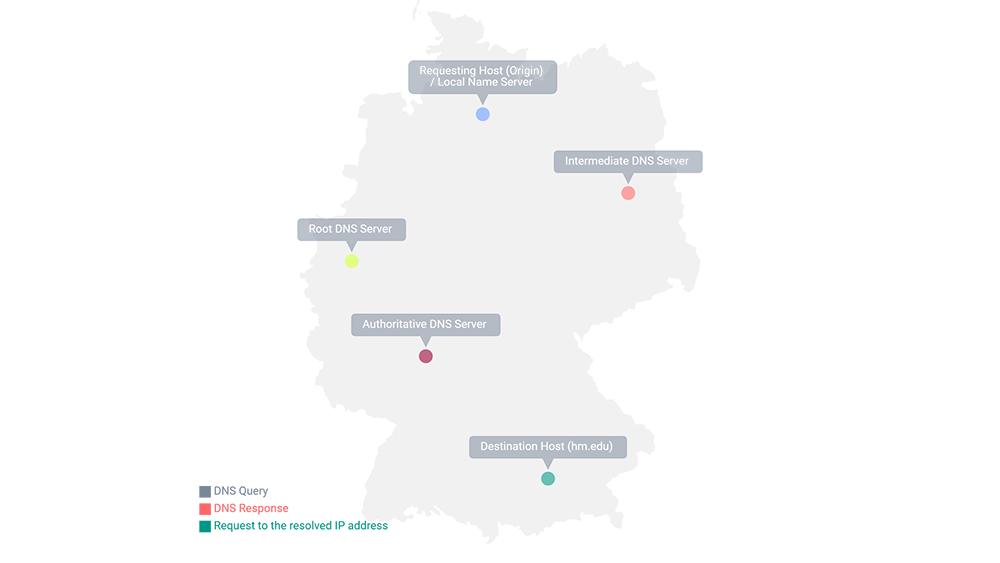 Requesting Host (Origin)
/ Local Name Server
Intermediate DNS Server
Root DNS Server
Authoritative DNS Server
Destination Host (hm.edu)
DNS Query
DNS Response
Request to the resolved IP address